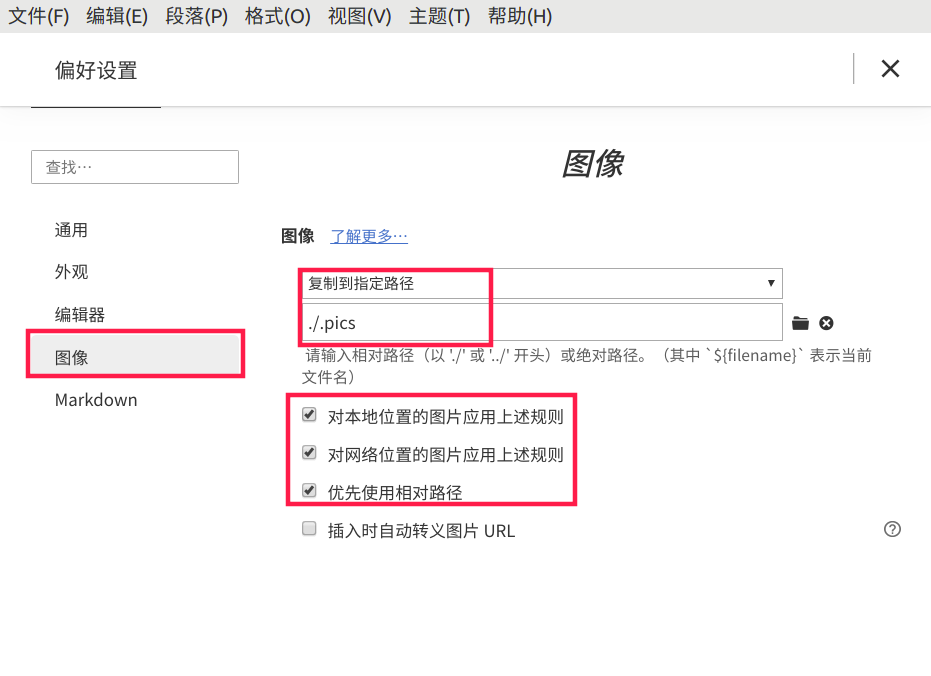 文件(F) 编辑(E) 段落(P) 格式(O) 视图(V) 主题(T) 帮助(H)
偏好设置
查找…
图像
通用
图像 了解更多…
外观
复制到指定路径
编辑器
./.pics
图像
请输入相对路径（以 './' 或 '../' 开头）或绝对路径。（其中 `${filename}` 表示当前
文件名）
Markdown
对本地位置的图片应用上述规则
对网络位置的图片应用上述规则
优先使用相对路径
插入时自动转义图片 URL